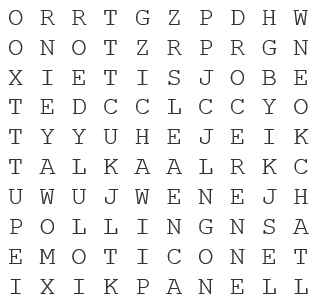 O R R T G Z P D H W
O N O T Z R P R G N
X I E T I S J O B E
T E D C C L C C Y O
T Y Y U H E J E I K
T A L K A A L R K C
U W U J W E N E J H
P O L L I N G N S A
E M O T I C O N E T
I X I K P A N E L L